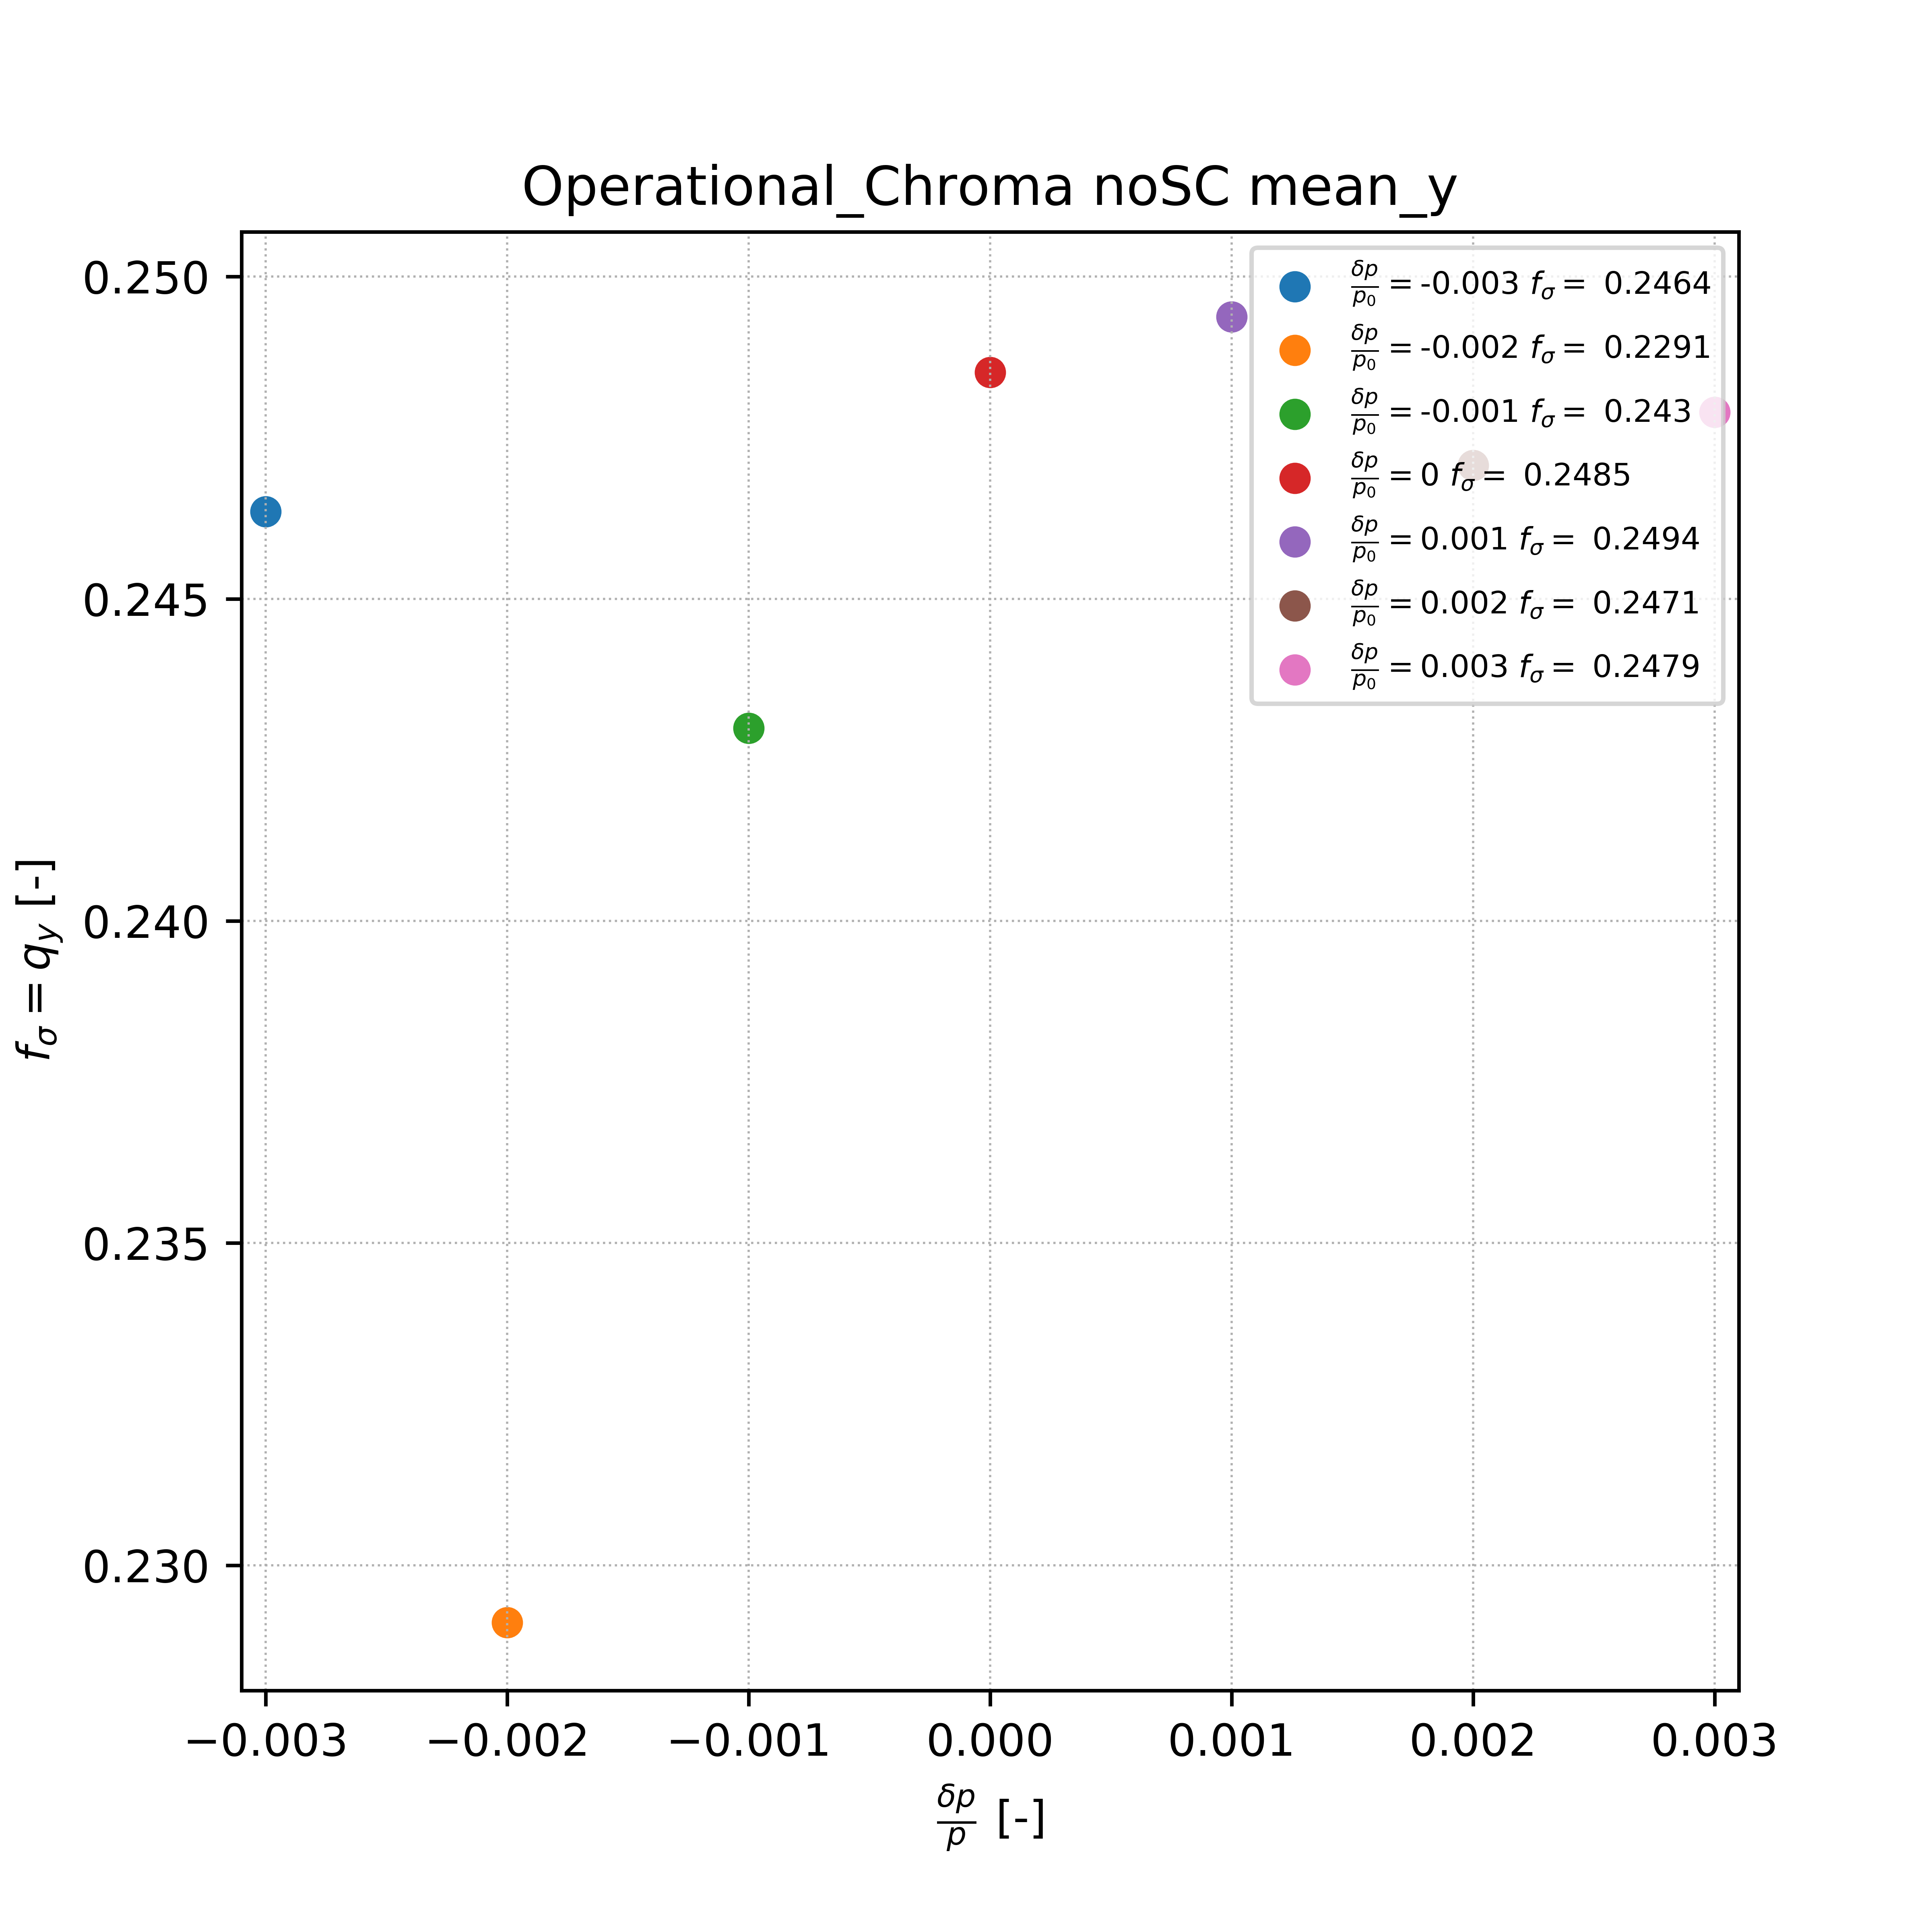 Operational_Chroma noSC mean_y
0.250
0.245
0.240
0.235
0.230
f_σ = q_y [-]
δp/p₀ = -0.003 f_σ = 0.2464
δp/p₀ = -0.002 f_σ = 0.2291
δp/p₀ = -0.001 f_σ = 0.243
δp/p₀ = 0 f_σ = 0.2485
δp/p₀ = 0.001 f_σ = 0.2494
δp/p₀ = 0.002 f_σ = 0.2471
δp/p₀ = 0.003 f_σ = 0.2479
−0.003 −0.002 −0.001 0.000 0.001 0.002 0.003
δp/p [-]